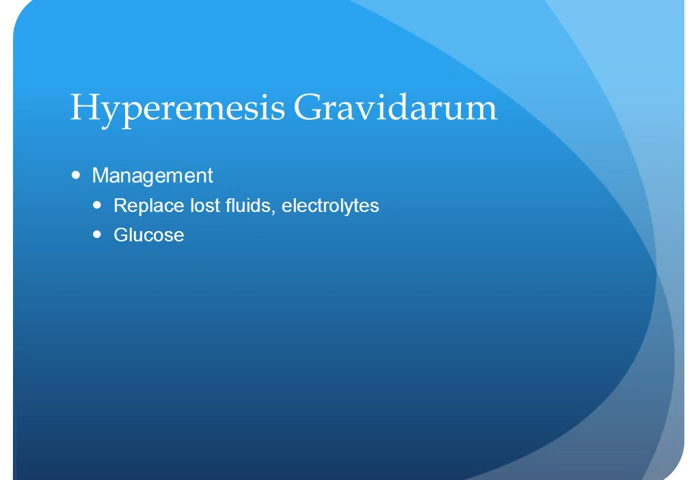 Hyperemesis Gravidarum
• Management
• Replace lost fluids, electrolytes
• Glucose